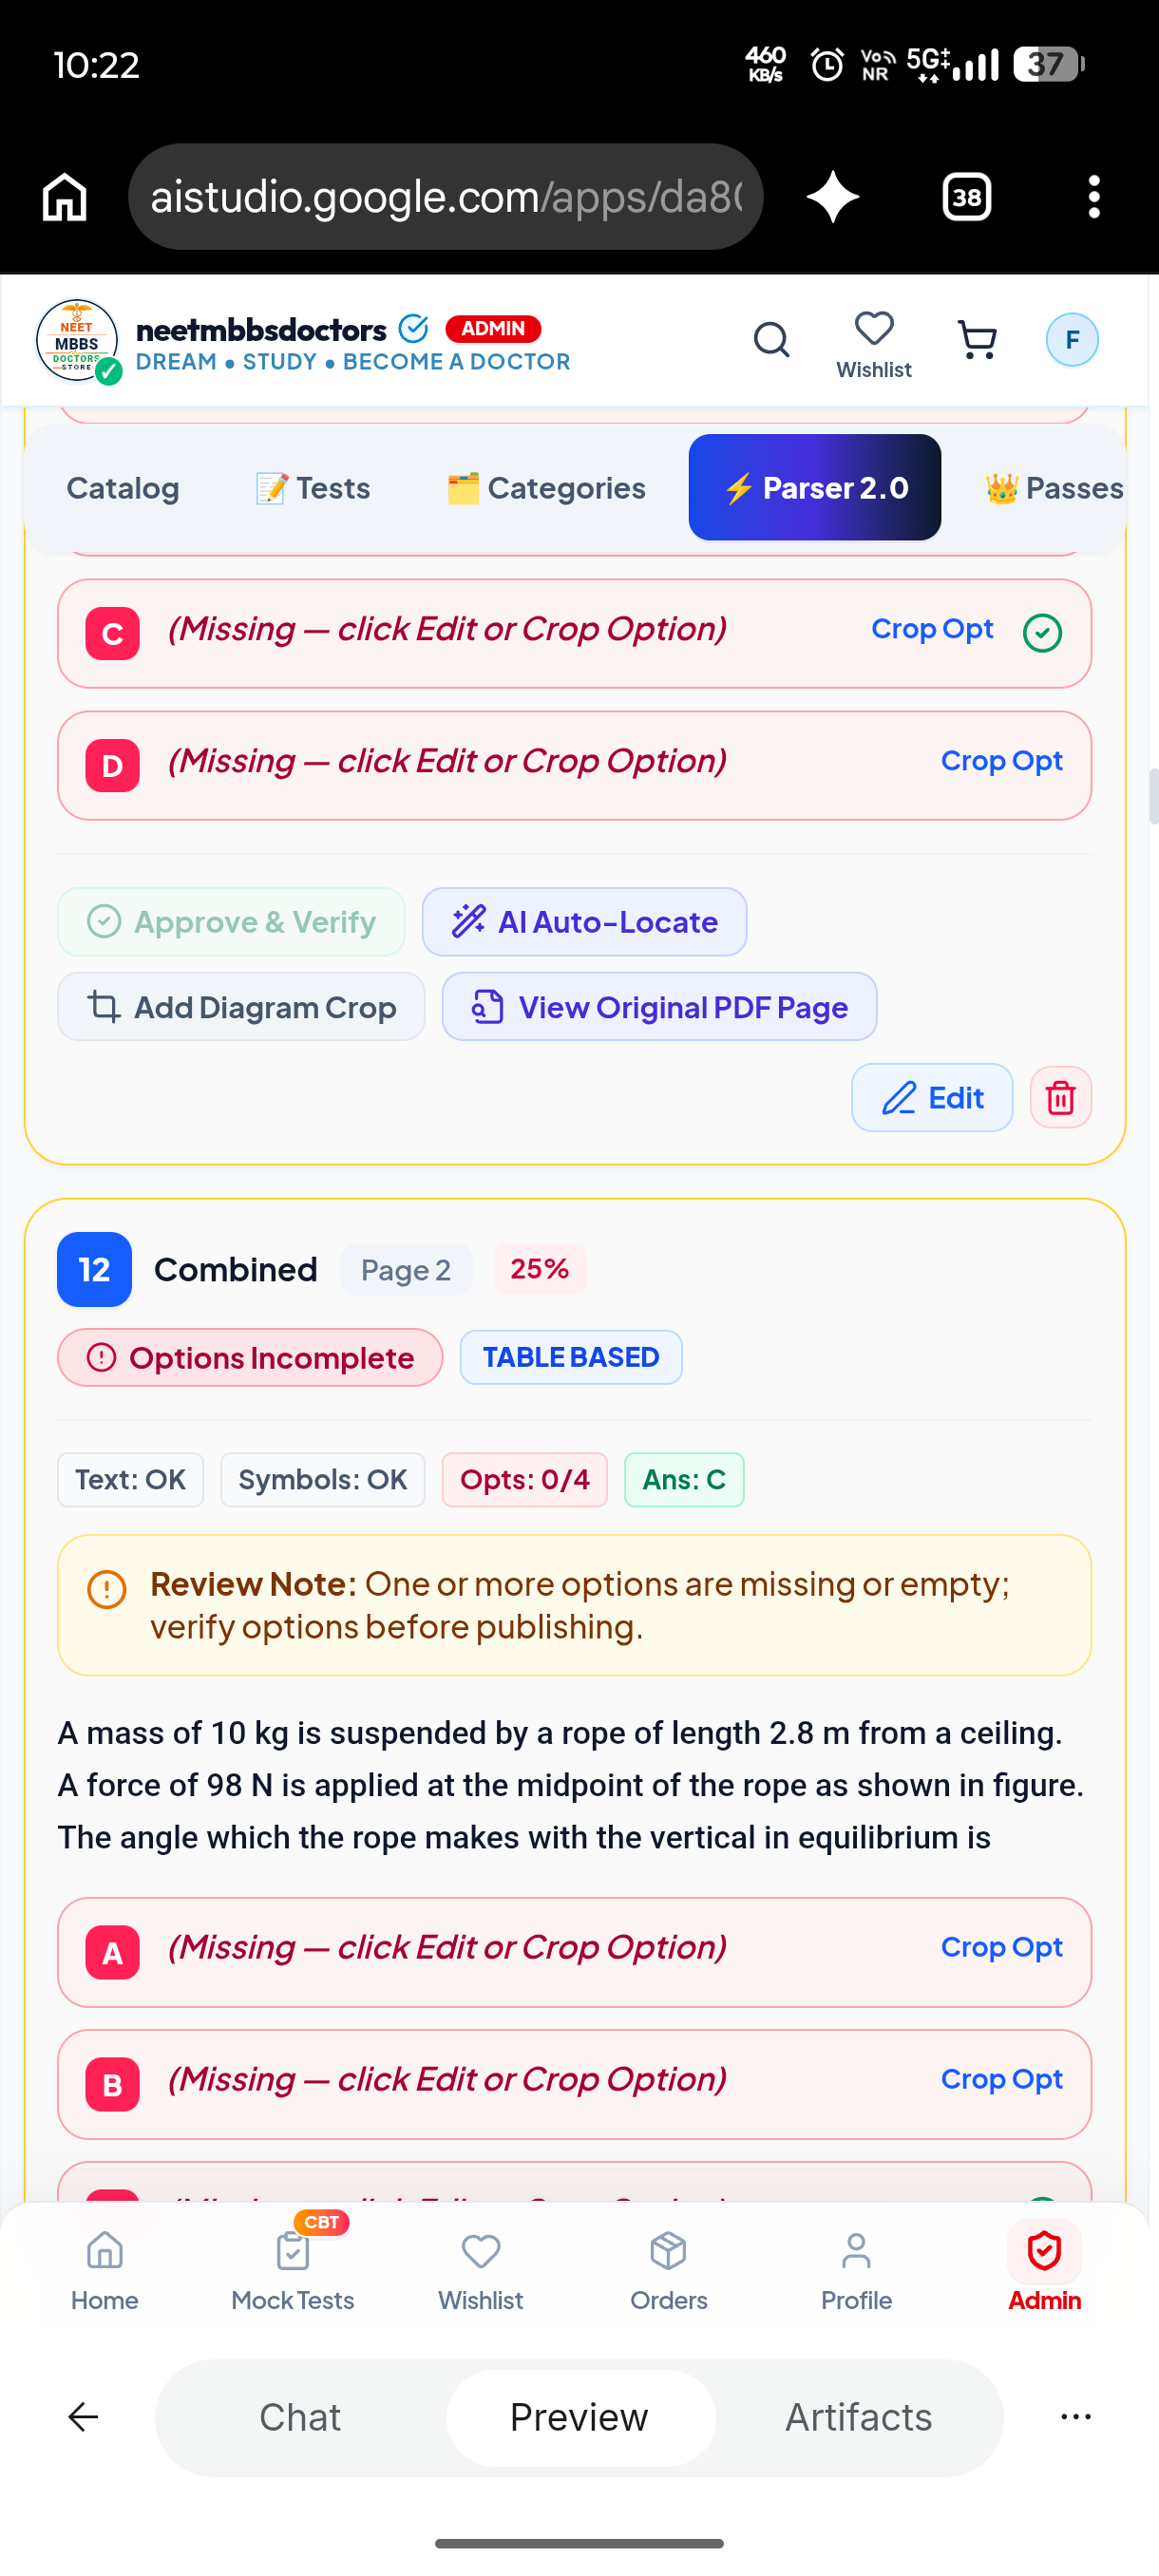 10:22
460 KB/s
Vo NR
5G
37
aistudio.google.com/apps/da8
38
NEET
MBBS
DOCTORS
STORE
neetmbbsdoctors ADMIN
DREAM • STUDY • BECOME A DOCTOR
Wishlist
F
Catalog
📝 Tests
🗂️ Categories
⚡ Parser 2.0
👑 Passes
C (Missing — click Edit or Crop Option) Crop Opt
D (Missing — click Edit or Crop Option) Crop Opt
Approve & Verify
AI Auto-Locate
Add Diagram Crop
View Original PDF Page
Edit
12 Combined Page 2 25%
Options Incomplete
TABLE BASED
Text: OK
Symbols: OK
Opts: 0/4
Ans: C
Review Note: One or more options are missing or empty;
verify options before publishing.
A mass of 10 kg is suspended by a rope of length 2.8 m from a ceiling.
A force of 98 N is applied at the midpoint of the rope as shown in figure.
The angle which the rope makes with the vertical in equilibrium is
A (Missing — click Edit or Crop Option) Crop Opt
B (Missing — click Edit or Crop Option) Crop Opt
CBT
Home
Mock Tests
Wishlist
Orders
Profile
Admin
Chat
Preview
Artifacts